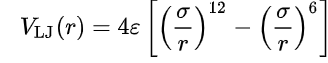 V_LJ(r) = 4ε [ (σ/r)^12 − (σ/r)^6 ]